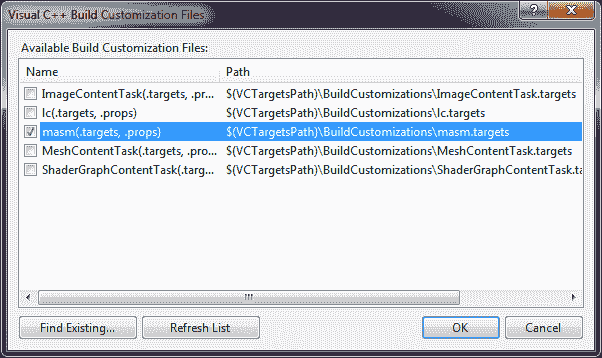 Visual C++ Build Customization Files
Available Build Customization Files:
Name Path
ImageContentTask(.targets, .pr... $(VCTargetsPath)\BuildCustomizations\ImageContentTask.targets
lc(.targets, .props) $(VCTargetsPath)\BuildCustomizations\lc.targets
masm(.targets, .props) $(VCTargetsPath)\BuildCustomizations\masm.targets
MeshContentTask(.targets, .pro... $(VCTargetsPath)\BuildCustomizations\MeshContentTask.targets
ShaderGraphContentTask(.targ... $(VCTargetsPath)\BuildCustomizations\ShaderGraphContentTask.ta
Find Existing... Refresh List OK Cancel